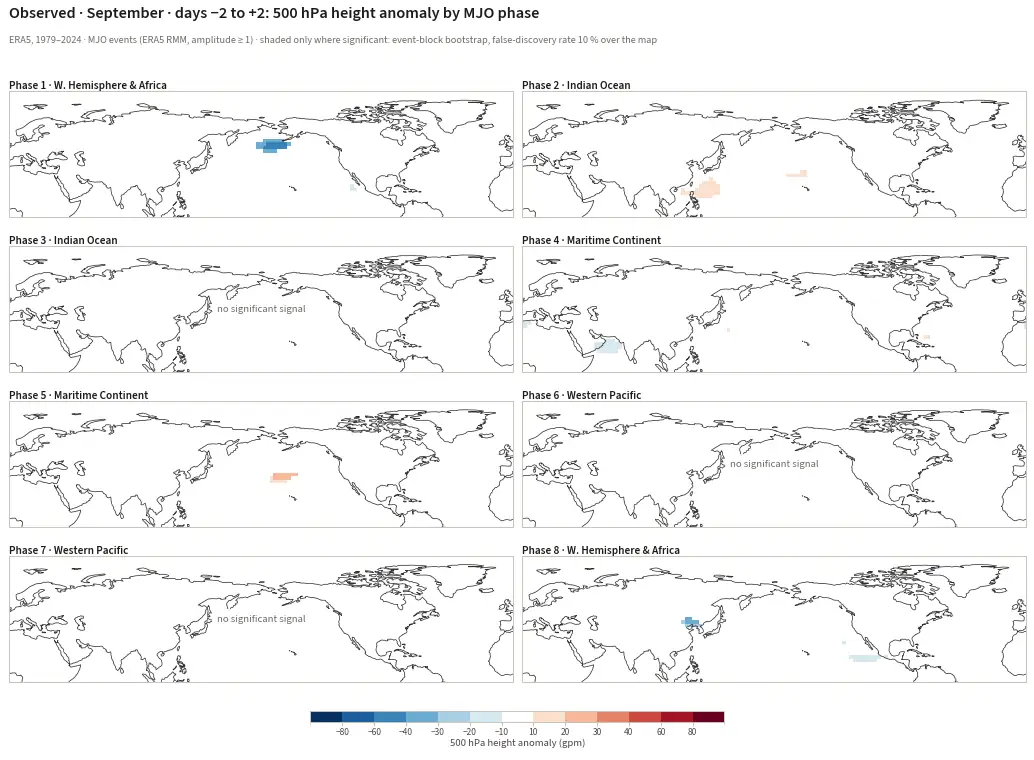 Observed · September · days −2 to +2: 500 hPa height anomaly by MJO phase
ERA5, 1979–2024 · MJO events (ERA5 RMM, amplitude ≥ 1) · shaded only where significant: event-block bootstrap, false-discovery rate 10 % over the map
Phase 1 · W. Hemisphere & Africa
Phase 2 · Indian Ocean
Phase 3 · Indian Ocean
Phase 4 · Maritime Continent
no significant signal
Phase 5 · Maritime Continent
Phase 6 · Western Pacific
no significant signal
Phase 7 · Western Pacific
Phase 8 · W. Hemisphere & Africa
no significant signal
−80 −60 −40 −30 −20 −10 10 20 30 40 60 80
500 hPa height anomaly (gpm)